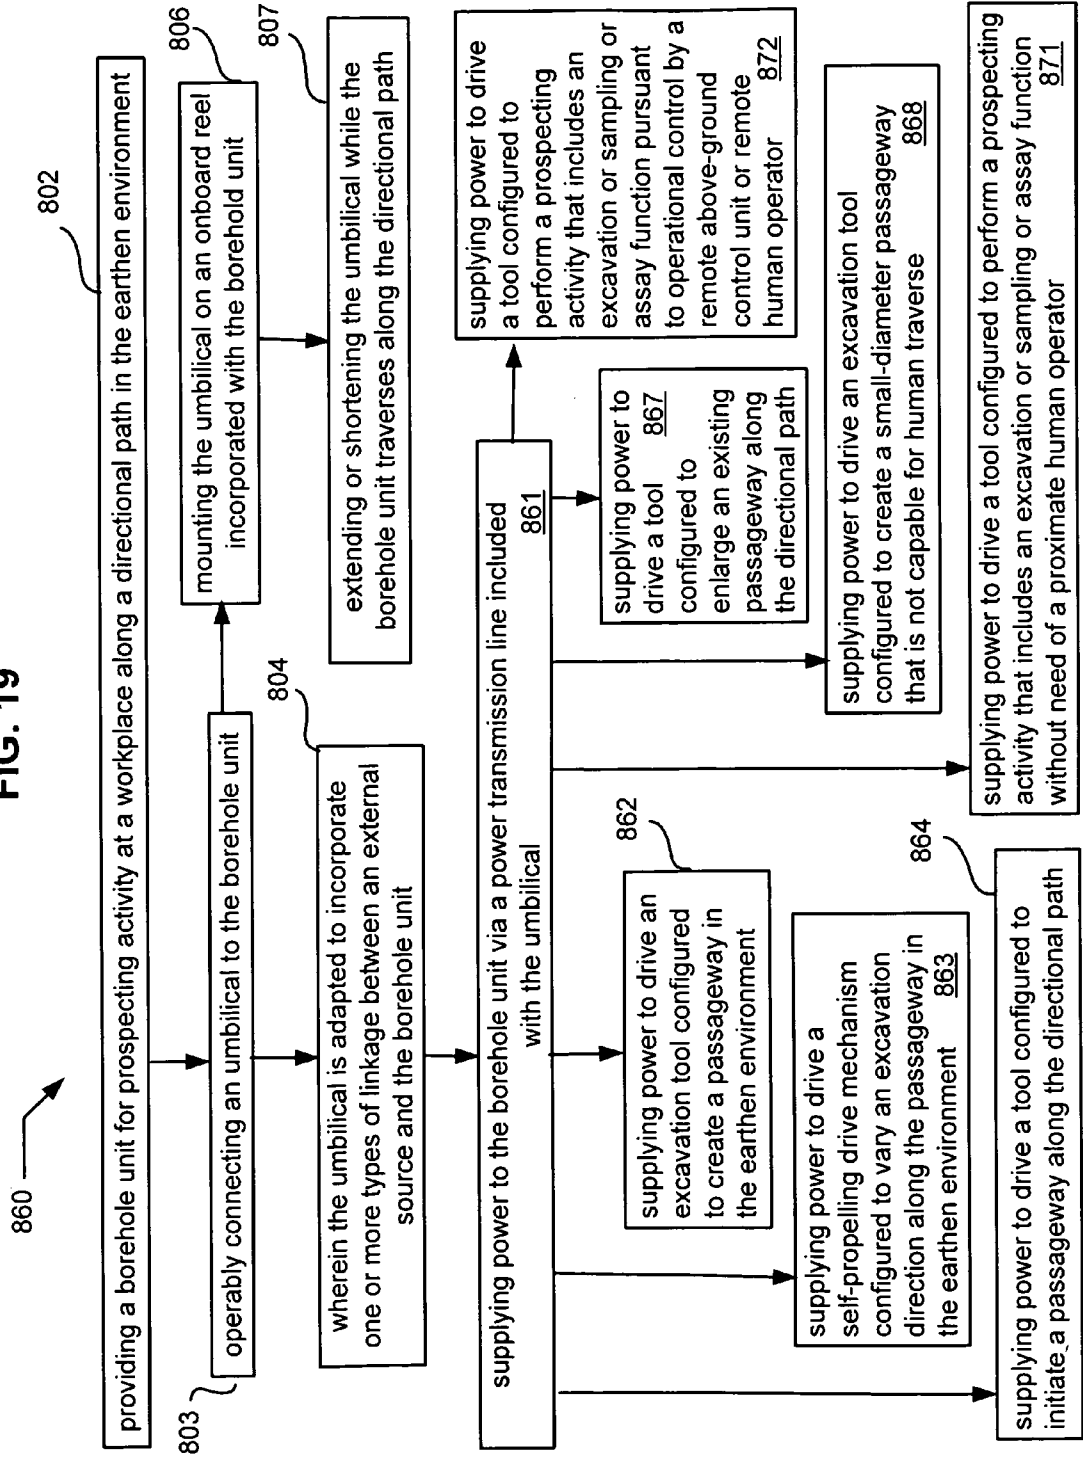 FIG. 19
860
802
providing a borehole unit for prospecting activity at a workplace along a directional path in the earthen environment
803
operably connecting an umbilical to the borehole unit
806
mounting the umbilical on an onboard reel
incorporated with the borehold unit
804
wherein the umbilical is adapted to incorporate
one or more types of linkage between an external
source and the borehole unit
807
extending or shortening the umbilical while the
borehole unit traverses along the directional path
supplying power to the borehole unit via a power transmission line included
with the umbilical
861
supplying power to drive
a tool configured to
perform a prospecting
activity that includes an
excavation or sampling or
assay function pursuant
to operational control by a
remote above-ground
control unit or remote
human operator
872
862
supplying power to drive an
excavation tool configured
to create a passageway in
the earthen environment
supplying power to
drive a tool 867
configured to
enlarge an existing
passageway along
the directional path
supplying power to drive a
self-propelling drive mechanism
configured to vary an excavation
direction along the passageway in
the earthen environment 863
supplying power to drive an excavation tool
configured to create a small-diameter passageway
that is not capable for human traverse 868
864
supplying power to drive a tool configured to
initiate a passageway along the directional path
supplying power to drive a tool configured to perform a prospecting
activity that includes an excavation or sampling or assay function
without need of a proximate human operator 871